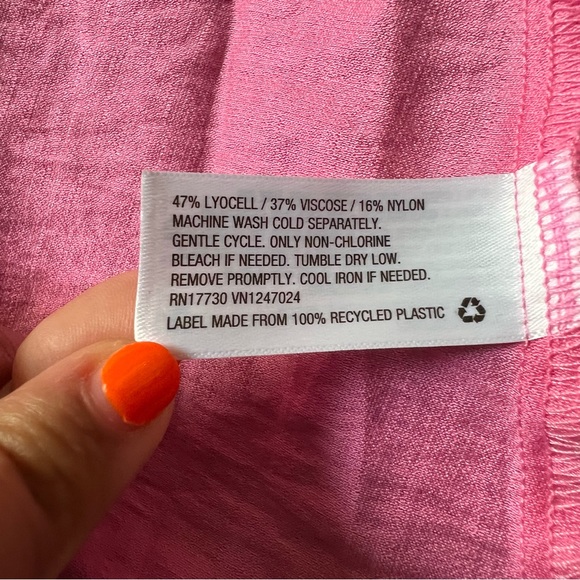 47% LYOCELL / 37% VISCOSE / 16% NYLON
MACHINE WASH COLD SEPARATELY.
GENTLE CYCLE. ONLY NON-CHLORINE
BLEACH IF NEEDED. TUMBLE DRY LOW.
REMOVE PROMPTLY. COOL IRON IF NEEDED.
RN17730 VN1247024
LABEL MADE FROM 100% RECYCLED PLASTIC